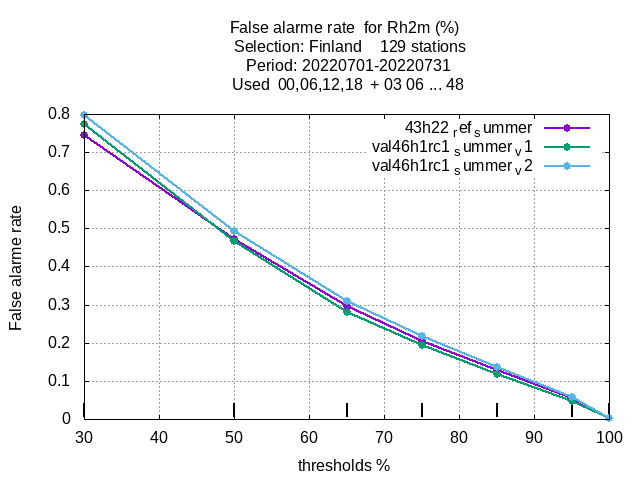 False alarme rate  for Rh2m (%)
Selection: Finland    129 stations
Period: 20220701-20220731
Used  00,06,12,18  + 03 06 ... 48
43h22 ref summer
val46h1rc1 summer v1
val46h1rc1 summer v2
False alarme rate
0.8
0.7
0.6
0.5
0.4
0.3
0.2
0.1
0
30 40 50 60 70 80 90 100
thresholds %